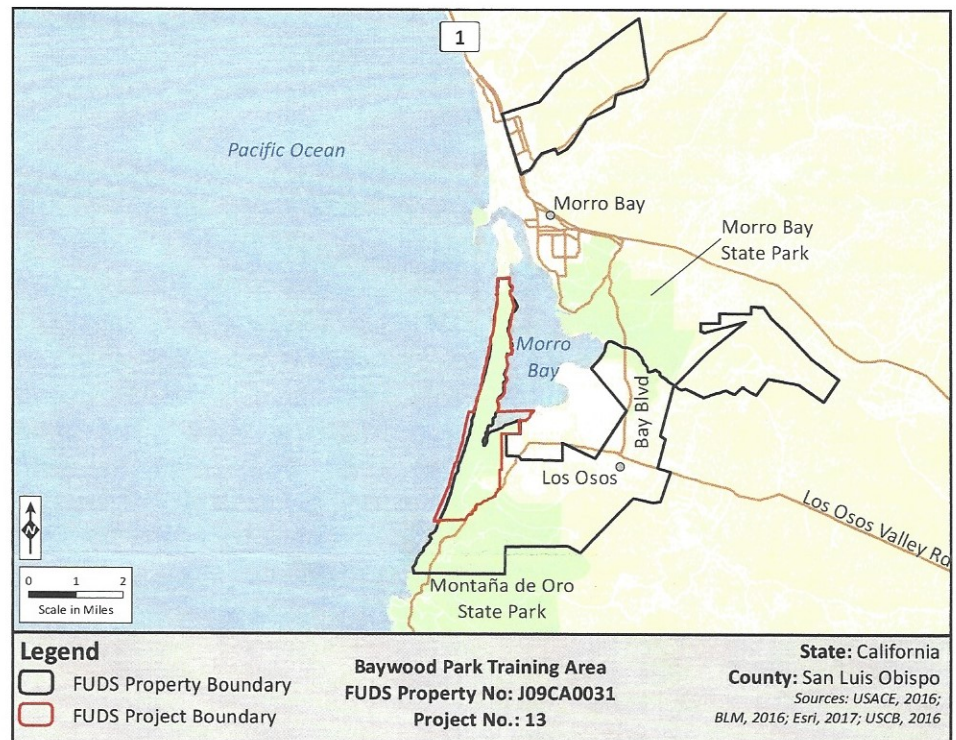 1
Pacific Ocean
Morro Bay
Morro Bay
State Park
Morro
Bay
Bay Blvd
Los Osos
Los Osos Valley Rd
Montaña de Oro
State Park
N
0 1 2
Scale in Miles
Legend
FUDS Property Boundary
FUDS Project Boundary
Baywood Park Training Area
FUDS Property No: J09CA0031
Project No.: 13
State: California
County: San Luis Obispo
Sources: USACE, 2016;
BLM, 2016; Esri, 2017; USCB, 2016